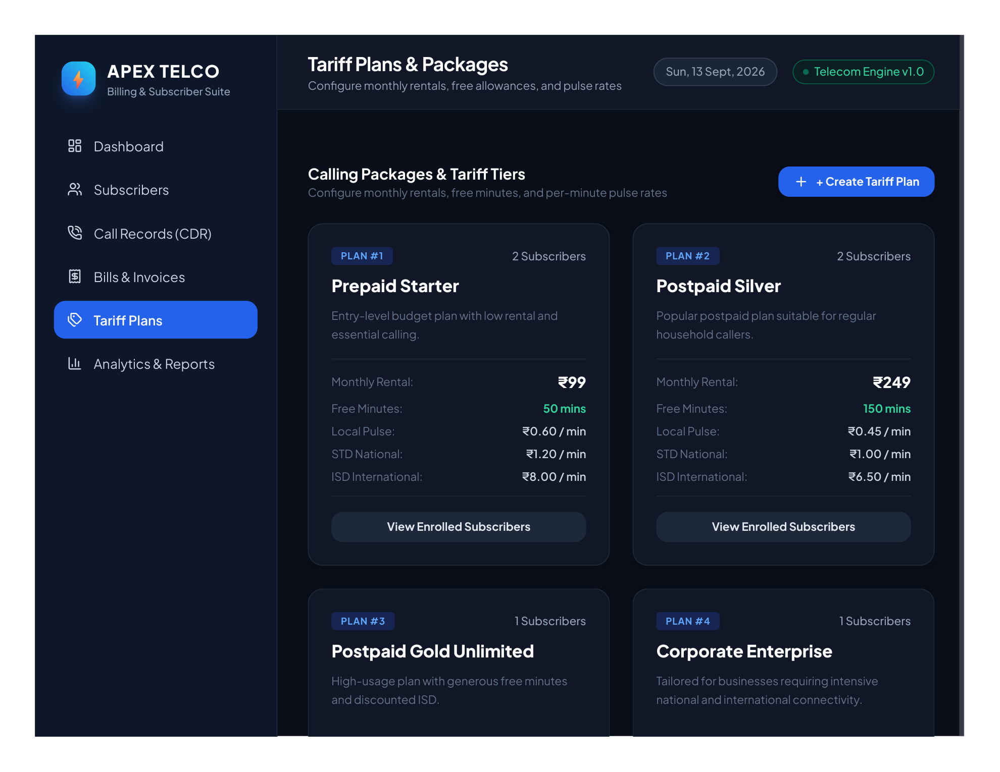 APEX TELCO
Billing & Subscriber Suite
Dashboard
Subscribers
Call Records (CDR)
Bills & Invoices
Tariff Plans
Analytics & Reports
Tariff Plans & Packages
Configure monthly rentals, free allowances, and pulse rates
Sun, 13 Sept, 2026
Telecom Engine v1.0
Calling Packages & Tariff Tiers
Configure monthly rentals, free minutes, and per-minute pulse rates
+ Create Tariff Plan
PLAN #1
2 Subscribers
Prepaid Starter
Entry-level budget plan with low rental and
essential calling.
Monthly Rental: ₹99
Free Minutes: 50 mins
Local Pulse: ₹0.60 / min
STD National: ₹1.20 / min
ISD International: ₹8.00 / min
View Enrolled Subscribers
PLAN #2
2 Subscribers
Postpaid Silver
Popular postpaid plan suitable for regular
household callers.
Monthly Rental: ₹249
Free Minutes: 150 mins
Local Pulse: ₹0.45 / min
STD National: ₹1.00 / min
ISD International: ₹6.50 / min
View Enrolled Subscribers
PLAN #3
1 Subscribers
Postpaid Gold Unlimited
High-usage plan with generous free minutes
and discounted ISD.
PLAN #4
1 Subscribers
Corporate Enterprise
Tailored for businesses requiring intensive
national and international connectivity.